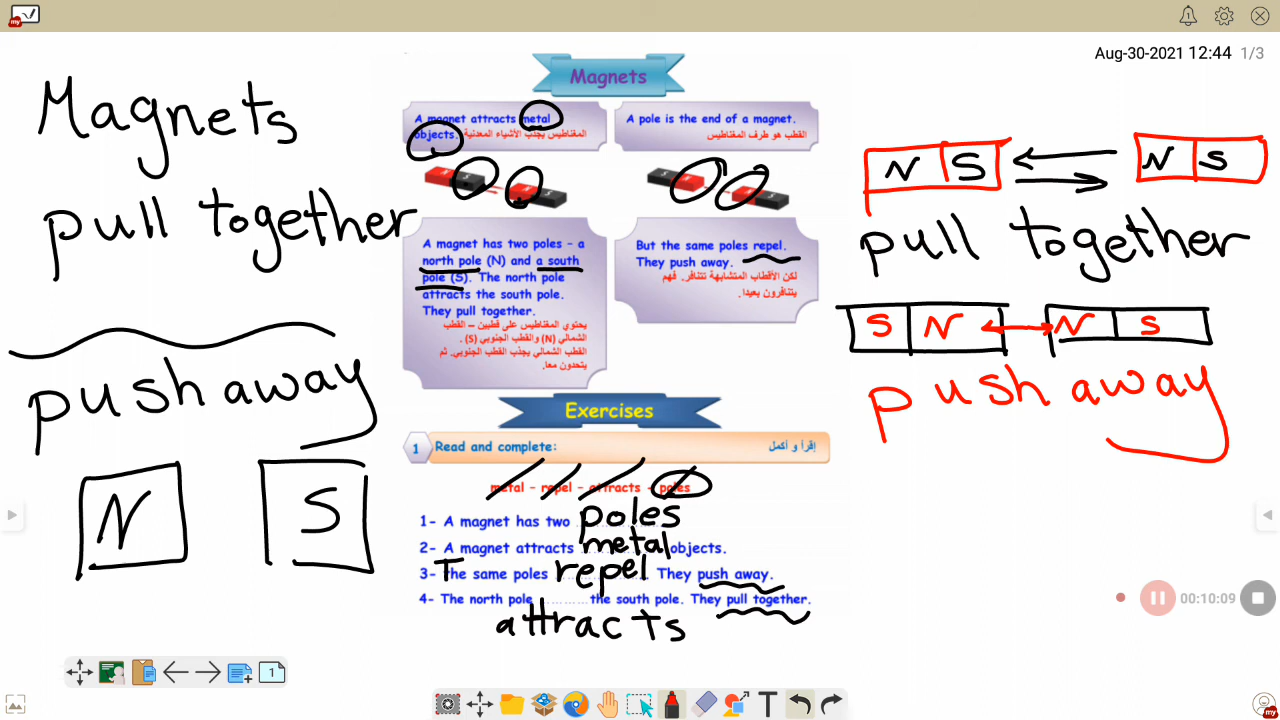 Aug-30-2021 12:44 1/3
Magnets
pull together
push away
N S
Magnets
A magnet attracts metal
objects. المغناطيس يجذب الأشياء المعدنية
A pole is the end of a magnet.
القطب هو طرف المغناطيس
A magnet has two poles - a
north pole (N) and a south
pole (S). The north pole
attracts the south pole.
They pull together.
يحتوي المغناطيس على قطبين – القطب
الشمالي (N) والقطب الجنوبي (S) .
القطب الشمالي يجذب القطب الجنوبي. ثم
يتحدون معا.
But the same poles repel.
They push away.
لكن الأقطاب المتشابهة تتنافر. فهم
يتنافرون بعيدا.
Exercises
1 Read and complete: إقرأ و أكمل
metal - repel - attracts - poles
1- A magnet has two poles
2- A magnet attracts metal objects.
3- The same poles repel. They push away.
4- The north pole .......... the south pole. They pull together.
attracts
N S N S
pull together
S N N S
push away
00:10:09
1
T
my
my